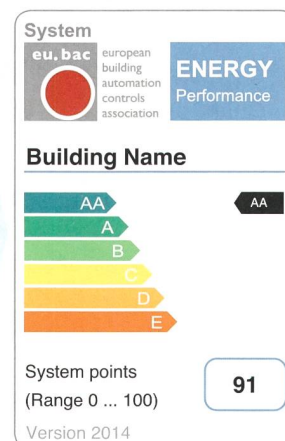 System
eu.bac
european
building
automation
controls
association
ENERGY
Performance
Building Name
AA
AA
A
B
C
D
E
System points
(Range 0 ... 100)
91
Version 2014